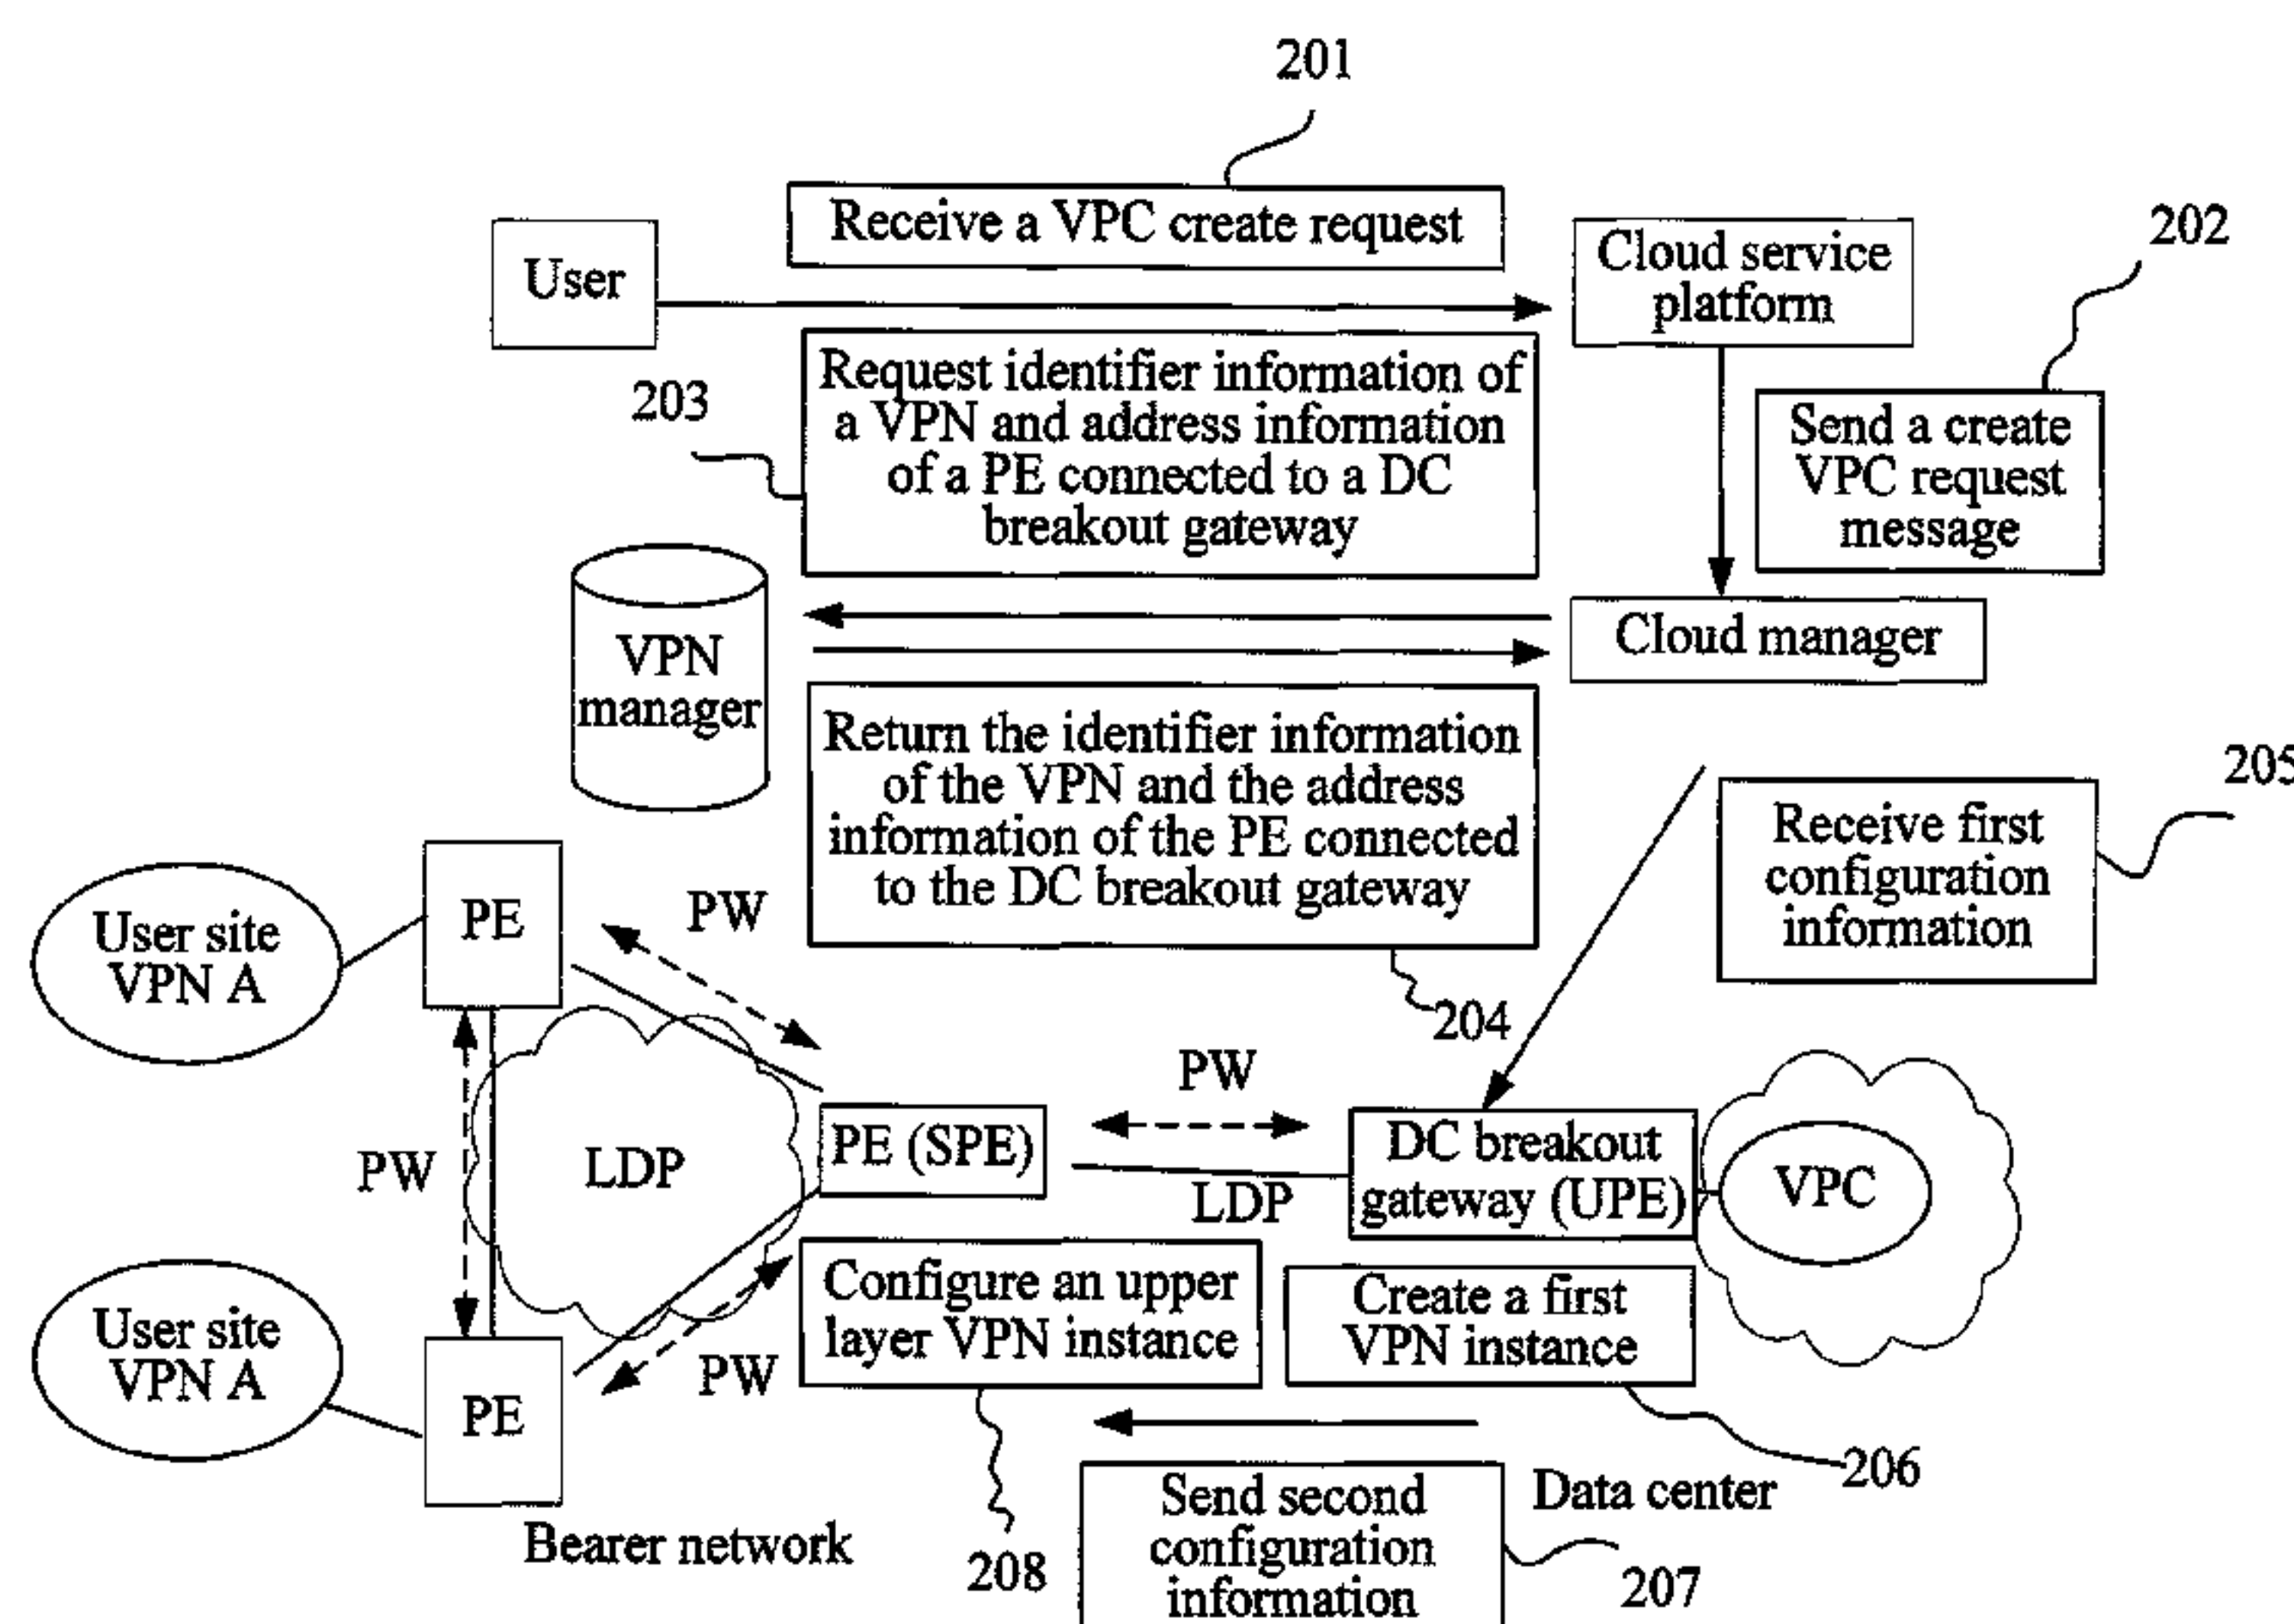 201
Receive a VPC create request
202
User
Cloud service
platform
203
Request identifier information of
a VPN and address information
of a PE connected to a DC
breakout gateway
Send a create
VPC request
message
VPN
manager
Cloud manager
Return the identifier information
of the VPN and the address
information of the PE connected
to the DC breakout gateway
205
Receive first
configuration
information
204
User site
VPN A
PE
PW
PW
LDP
PE (SPE)
PW
LDP
DC breakout
gateway (UPE)
VPC
User site
VPN A
PE
PW
Configure an upper
layer VPN instance
Create a first
VPN instance
206
Bearer network
208
Send second
configuration
information
Data center
207